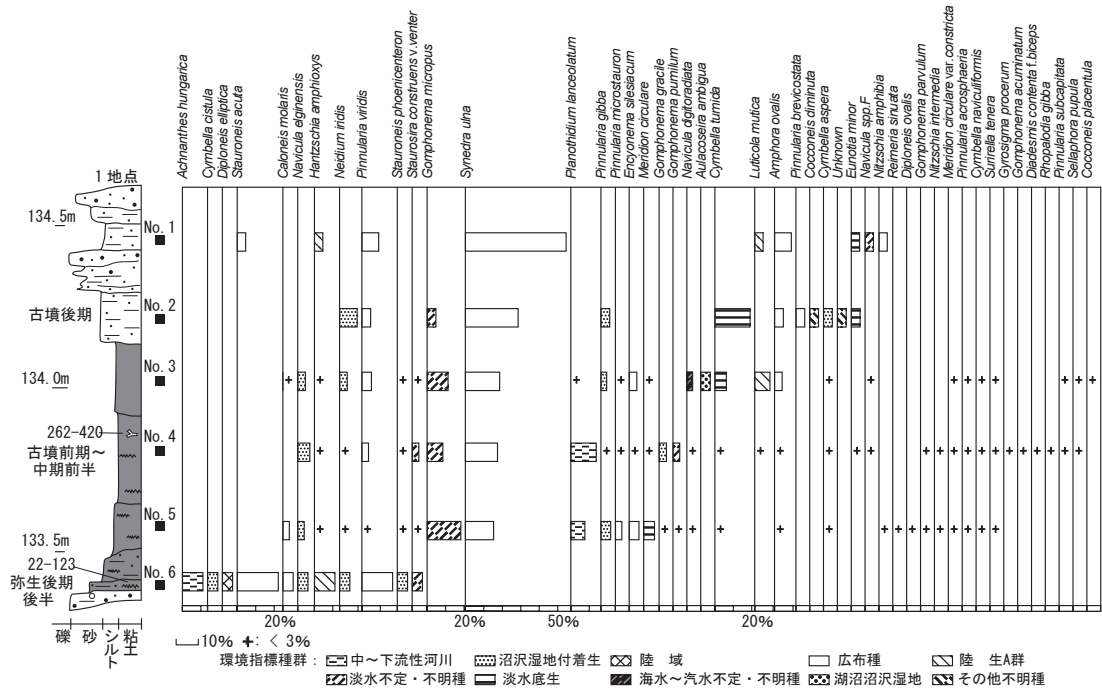 Achnanthes hungarica
Cymbella cistula
Diploneis elliptica
Stauroneis acuta
Caloneis molaris
Navicula elginensis
Hantzschia amphioxys
Neidium iridis
Pinnularia viridis
Stauroneis phoenicenteron
Staurosira construens v.venter
Gomphonema micropus
Synedra ulna
Planothidium lanceolatum
Pinnularia gibba
Pinnularia microstauron
Encyonema silesiacum
Meridion circulare
Gomphonema gracile
Gomphonema pumilum
Navicula digitoradiata
Aulacoseira ambigua
Cymbella tumida
Luticola mutica
Amphora ovalis
Pinnularia brevicostata
Cocconeis diminuta
Cymbella aspera
Unknown
Eunotia minor
Navicula spp.F
Nitzschia amphibia
Reimeria sinuata
Diploneis ovalis
Gomphonema parvulum
Nitzschia intermedia
Meridion circulare var.constricta
Pinnularia acrosphaeria
Cymbella naviculiformis
Surirella tenera
Gyrosigma procerum
Gomphonema acuminatum
Diadesmis contenta f.biceps
Rhopalodia gibba
Pinnularia subcapitata
Sellaphora pupula
Cocconeis placentula
1地点
134.5m
No.1
古墳後期
No.2
134.0m
No.3
262-420
古墳前期～
中期前半
No.4
133.5m
No.5
22-123
弥生後期
後半
No.6
礫 砂 シルト 粘土
20% 20% 50% 20%
10% +: < 3%
環境指標種群: 中～下流性河川 沼沢湿地付着生 陸 域 広布種 陸 生A群
淡水不定・不明種 淡水底生 海水～汽水不定・不明種 湖沼沼沢湿地 その他不明種